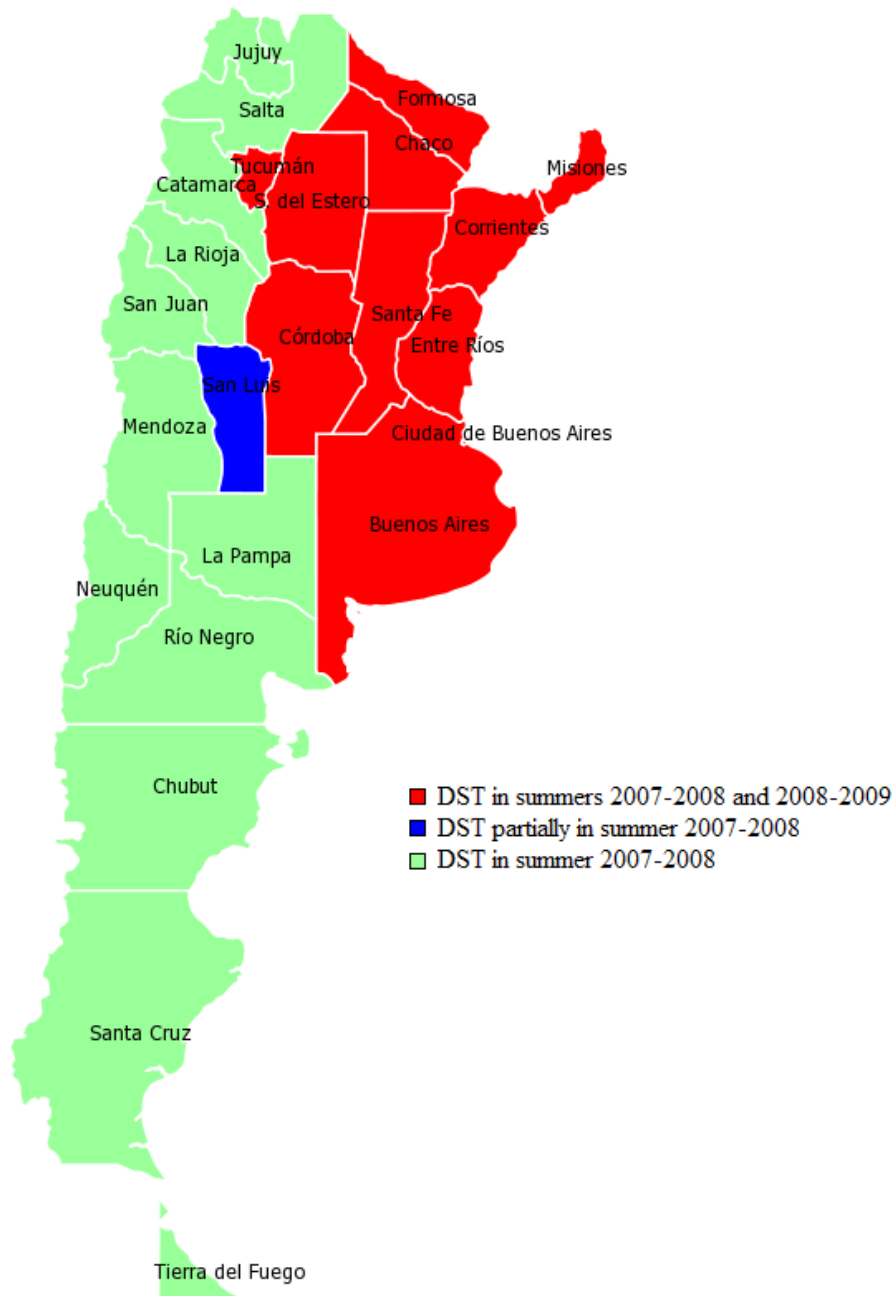 Jujuy
Salta
Formosa
Chaco
Tucumán
Misiones
Catamarca
S. del Estero
Corrientes
La Rioja
San Juan
Santa Fe
Córdoba
Entre Ríos
San Luis
Mendoza
Ciudad de Buenos Aires
Buenos Aires
La Pampa
Neuquén
Río Negro
Chubut
DST in summers 2007-2008 and 2008-2009
DST partially in summer 2007-2008
DST in summer 2007-2008
Santa Cruz
Tierra del Fuego